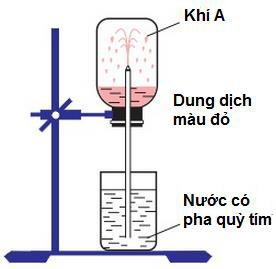 Khí A
Dung dịch
màu đỏ
Nước có
pha quỳ tím